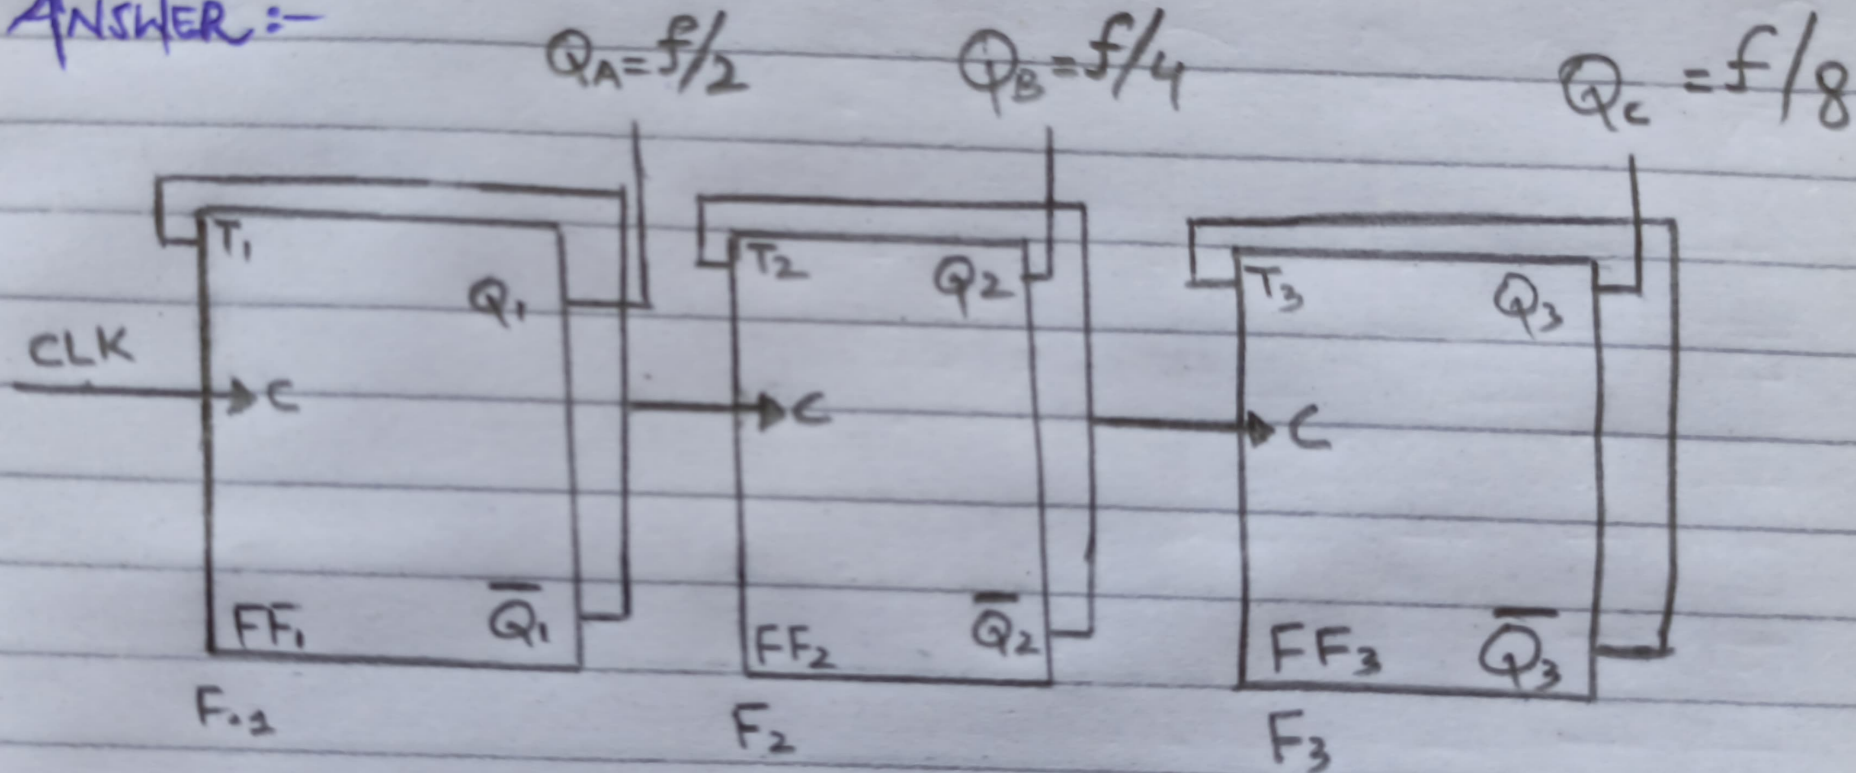 ANSWER :-
QA = f/2 QB = f/4 QC = f/8
T1 T2 Q2 T3 Q3
Q1
CLK
C C C
FF1 Q̅1 FF2 Q̅2 FF3 Q̅3
F.1 F2 F3